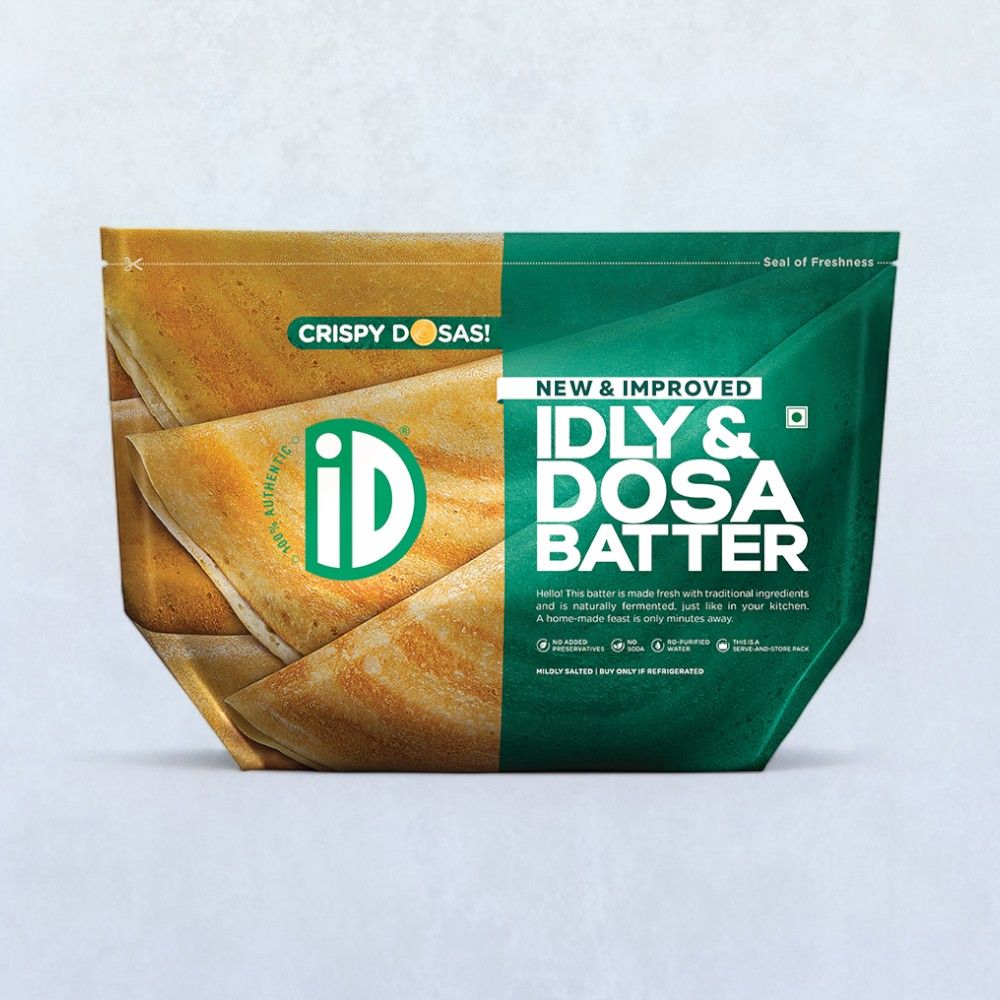 Seal of Freshness
CRISPY DOSAS!
100% AUTHENTIC
iD®
NEW & IMPROVED
IDLY &
DOSA
BATTER
Hello! This batter is made fresh with traditional ingredients
and is naturally fermented, just like in your kitchen.
A home-made feast is only minutes away.
NO ADDED
PRESERVATIVES
NO
SODA
RO-PURIFIED
WATER
THIS IS A
SERVE-AND-STORE PACK
MILDLY SALTED | BUY ONLY IF REFRIGERATED